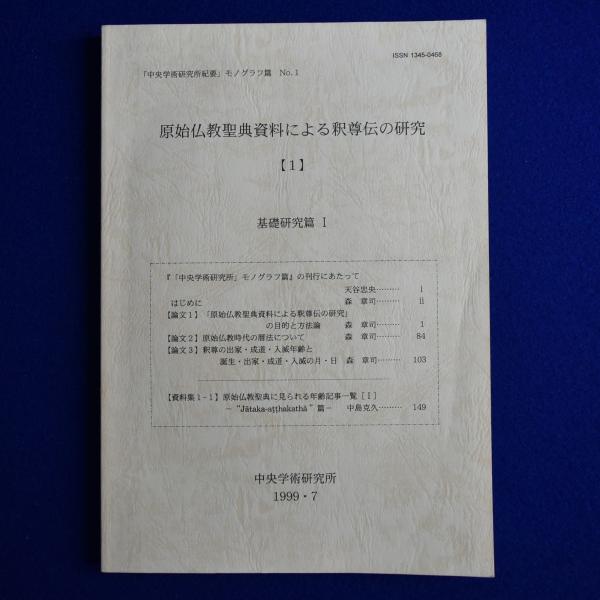 ISSN 1345-0468
「中央学術研究所紀要」モノグラフ篇 No.1
原始仏教聖典資料による釈尊伝の研究
【1】
基礎研究篇 I
『「中央学術研究所」モノグラフ篇』の刊行にあたって
天谷忠央……… i
はじめに 森 章司……… ii
【論文1】「原始仏教聖典資料による釈尊伝の研究」
の目的と方法論 森 章司……… 1
【論文2】原始仏教時代の暦法について 森 章司……… 84
【論文3】釈尊の出家・成道・入滅年齢と
誕生・出家・成道・入滅の月・日 森 章司……… 103
【資料集1-1】原始仏教聖典に見られる年齢記事一覧［I］
－“Jātaka-aṭṭhakathā”篇－ 中島克久……… 149
中央学術研究所
1999・7